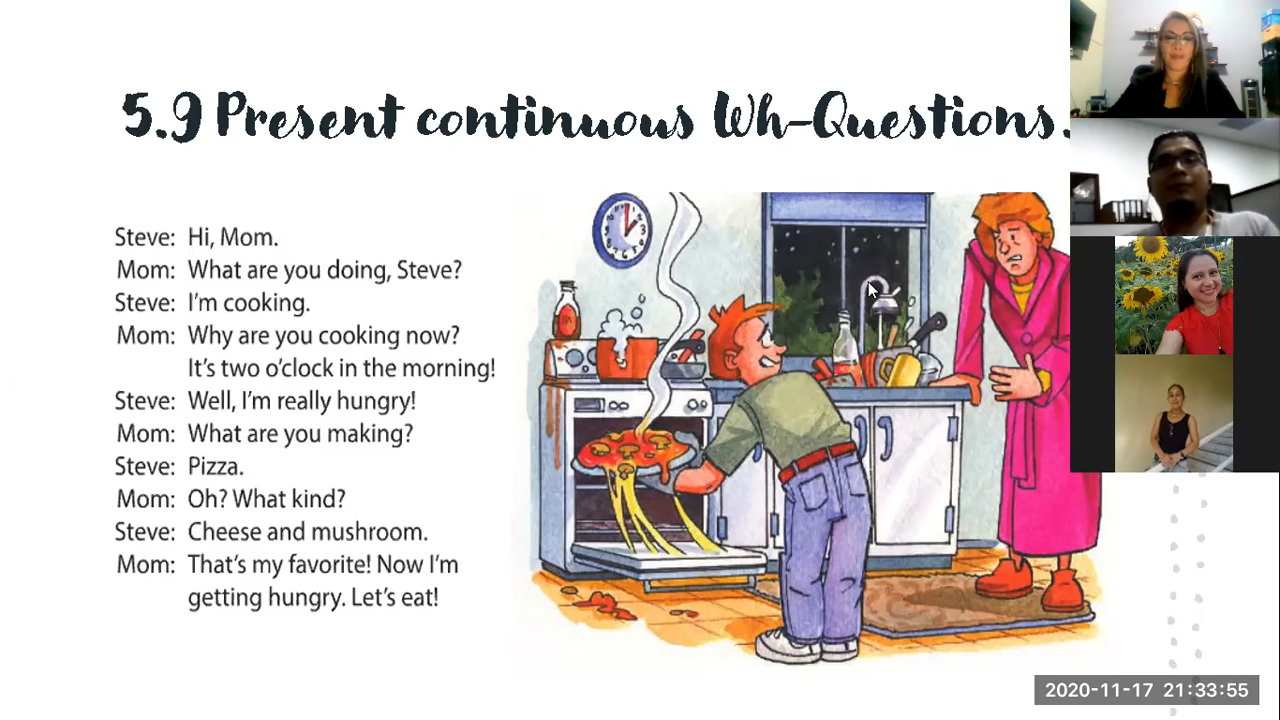 5.9 Present continuous Wh-Questions.
Steve: Hi, Mom.
Mom: What are you doing, Steve?
Steve: I'm cooking.
Mom: Why are you cooking now?
It's two o'clock in the morning!
Steve: Well, I'm really hungry!
Mom: What are you making?
Steve: Pizza.
Mom: Oh? What kind?
Steve: Cheese and mushroom.
Mom: That's my favorite! Now I'm
getting hungry. Let's eat!
2020-11-17 21:33:55